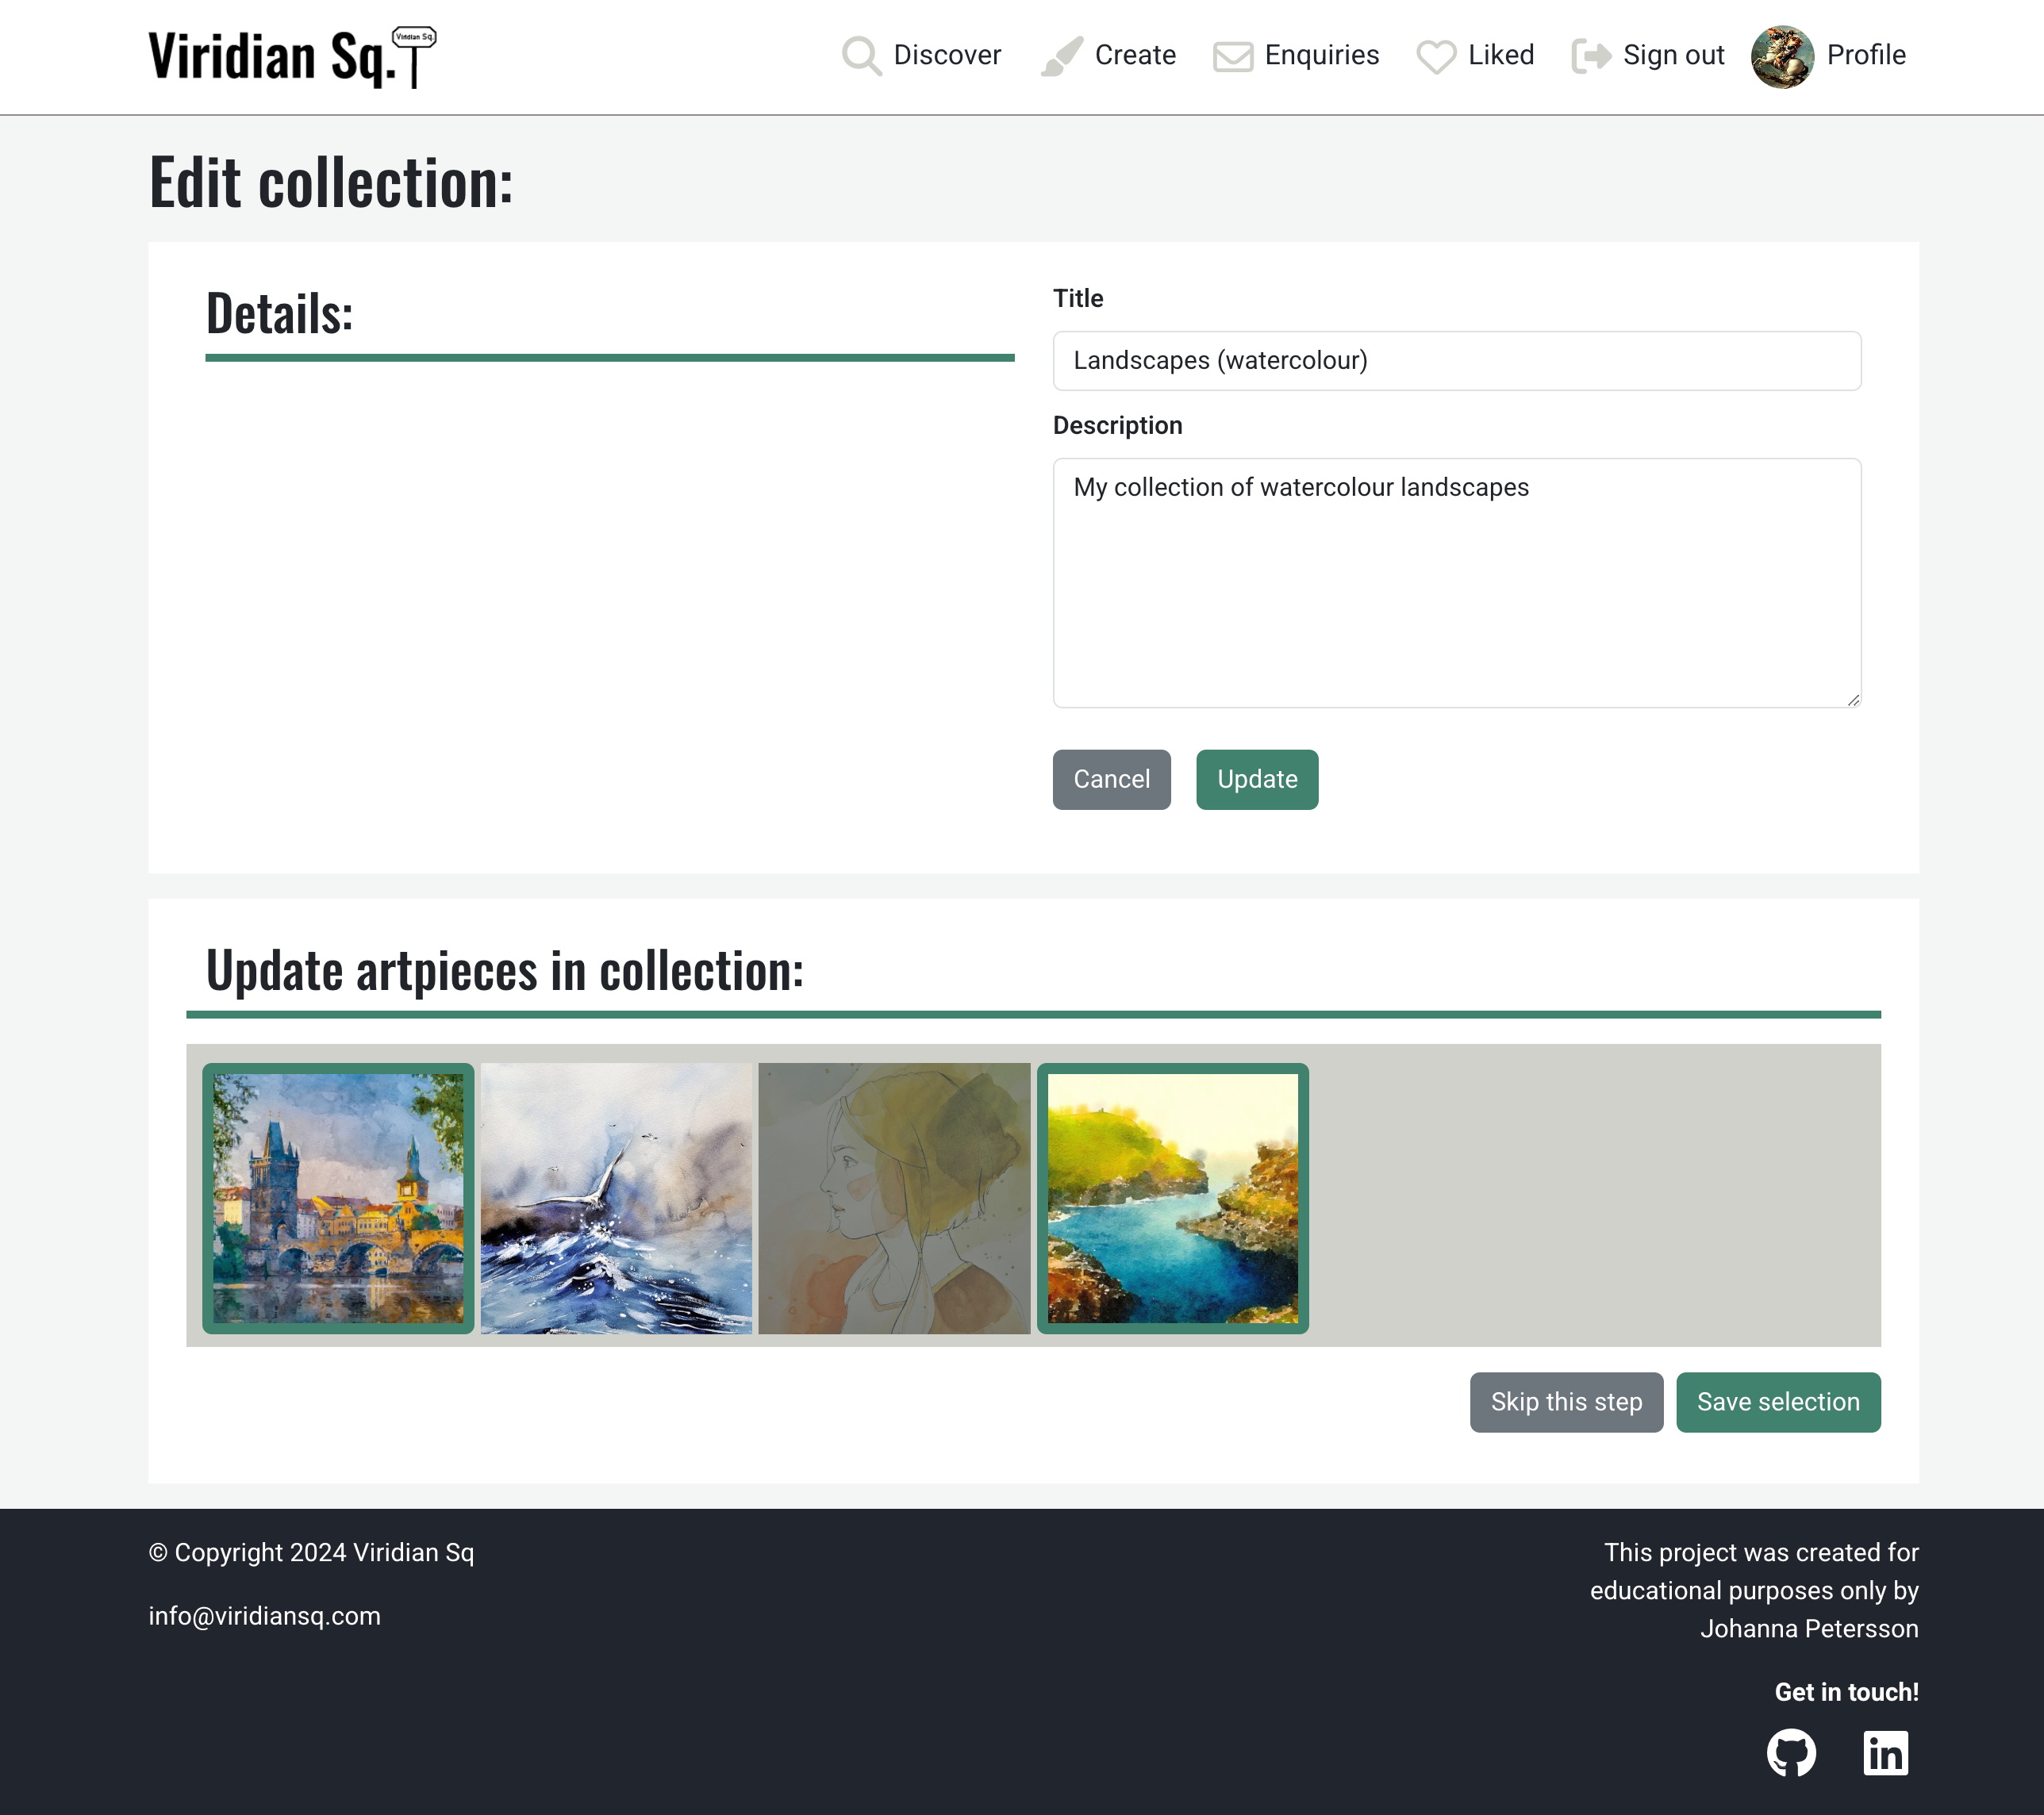 Viridian Sq.
Viridian Sq.
Discover
Create
Enquiries
Liked
Sign out
Profile
Edit collection:
Details:
Title
Landscapes (watercolour)
Description
My collection of watercolour landscapes
Cancel
Update
Update artpieces in collection:
Skip this step
Save selection
© Copyright 2024 Viridian Sq
info@viridiansq.com
This project was created for
educational purposes only by
Johanna Petersson
Get in touch!
in